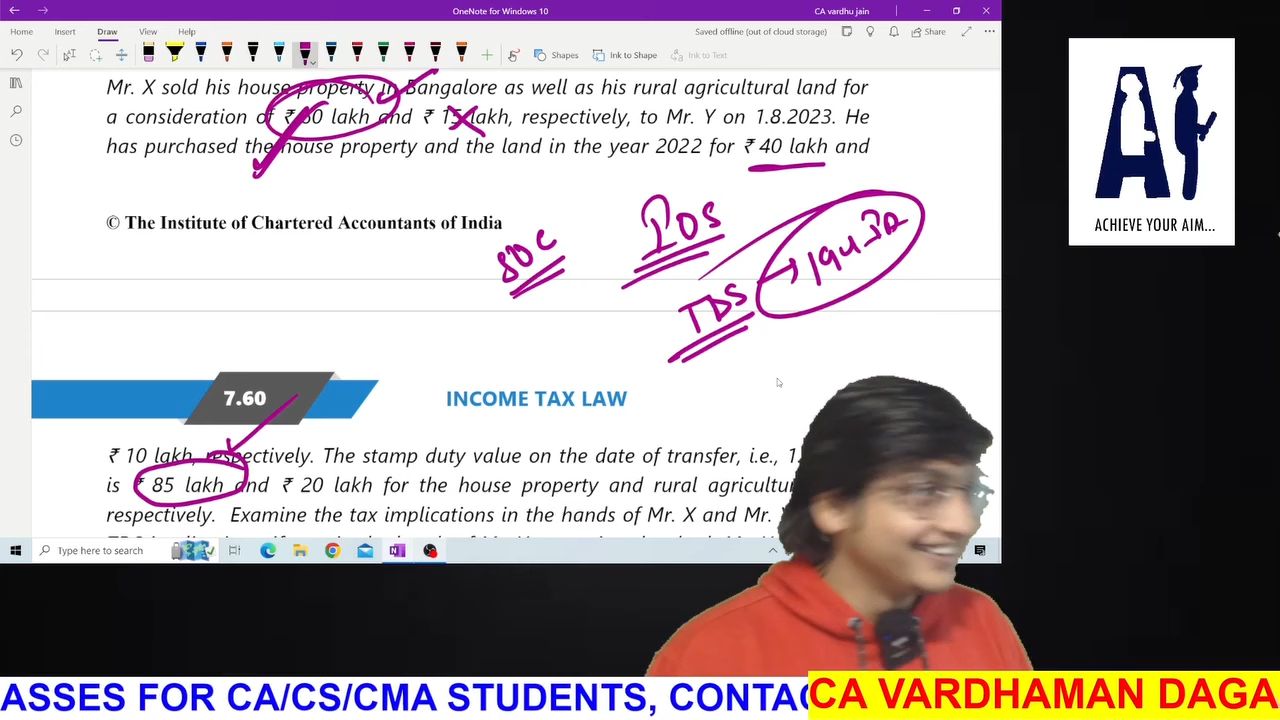 OneNote for Windows 10
CA vardhu jain
Home Insert Draw View Help
Saved offline (out of cloud storage)
Share
Shapes
Ink to Shape
Ink to Text
Mr. X sold his house property in Bangalore as well as his rural agricultural land for
a consideration of ₹ 60 lakh and ₹ 15 lakh, respectively, to Mr. Y on 1.8.2023. He
has purchased the house property and the land in the year 2022 for ₹ 40 lakh and
© The Institute of Chartered Accountants of India
SDC
IOS
TDS → 194-IA
7.60
INCOME TAX LAW
₹ 10 lakh, respectively. The stamp duty value on the date of transfer, i.e., 1.
is ₹ 85 lakh and ₹ 20 lakh for the house property and rural agricultu
respectively. Examine the tax implications in the hands of Mr. X and Mr.
Type here to search
ACHIEVE YOUR AIM...
ASSES FOR CA/CS/CMA STUDENTS, CONTAC
CA VARDHAMAN DAGA